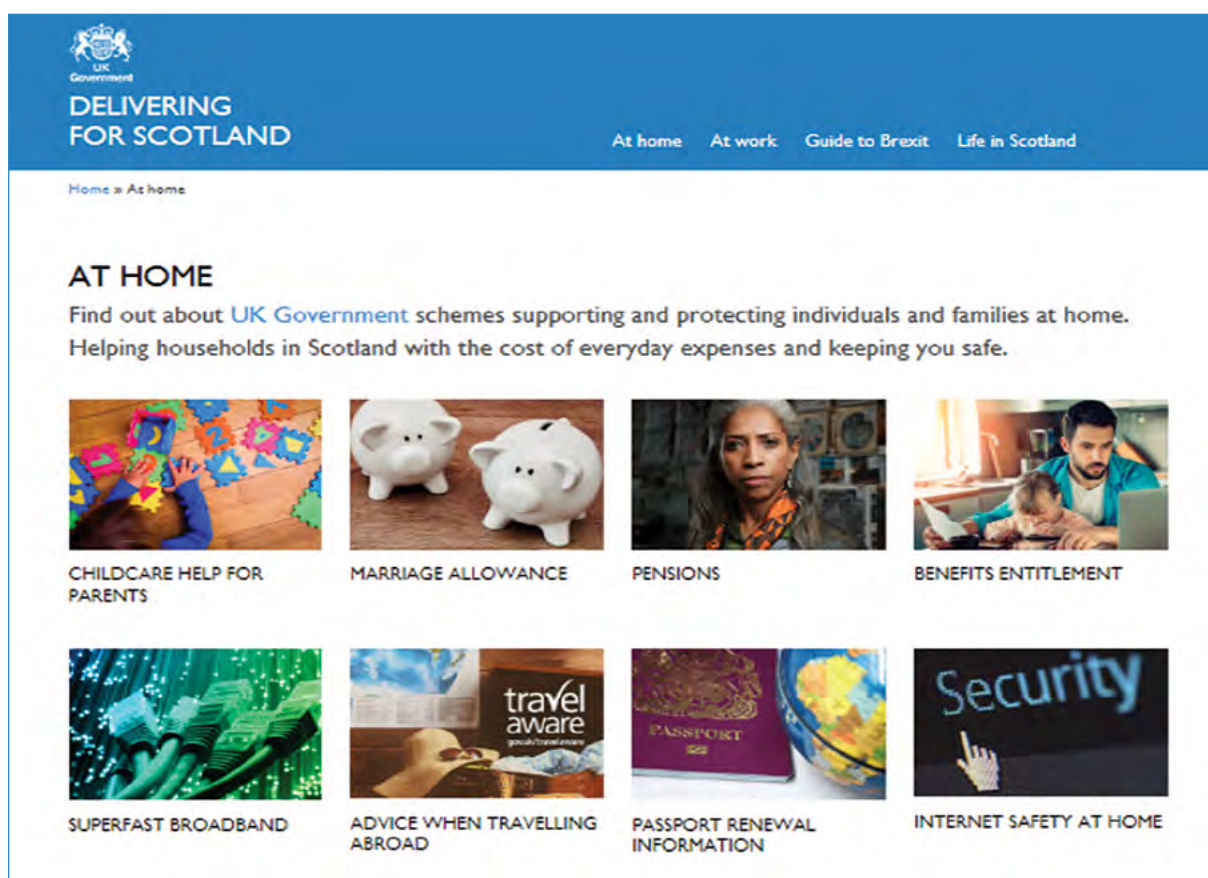 UK
Government
DELIVERING
FOR SCOTLAND
At home At work Guide to Brexit Life in Scotland
Home » At home
AT HOME
Find out about UK Government schemes supporting and protecting individuals and families at home.
Helping households in Scotland with the cost of everyday expenses and keeping you safe.
CHILDCARE HELP FOR
PARENTS
MARRIAGE ALLOWANCE
PENSIONS
BENEFITS ENTITLEMENT
travel
aware
gov.uk/travelaware
PASSPORT
Security
SUPERFAST BROADBAND
ADVICE WHEN TRAVELLING
ABROAD
PASSPORT RENEWAL
INFORMATION
INTERNET SAFETY AT HOME